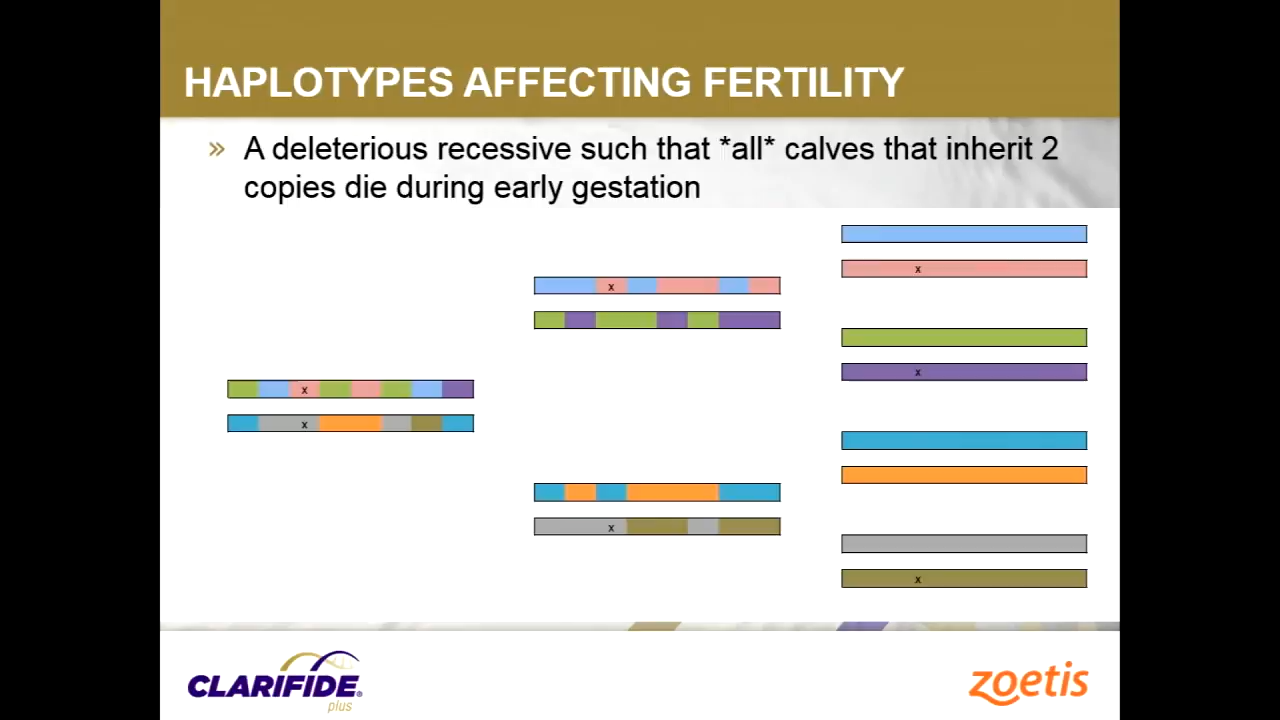 HAPLOTYPES AFFECTING FERTILITY
» A deleterious recessive such that *all* calves that inherit 2
copies die during early gestation
x
x
x
x
x
x
x
CLARIFIDE®
plus
zoetis